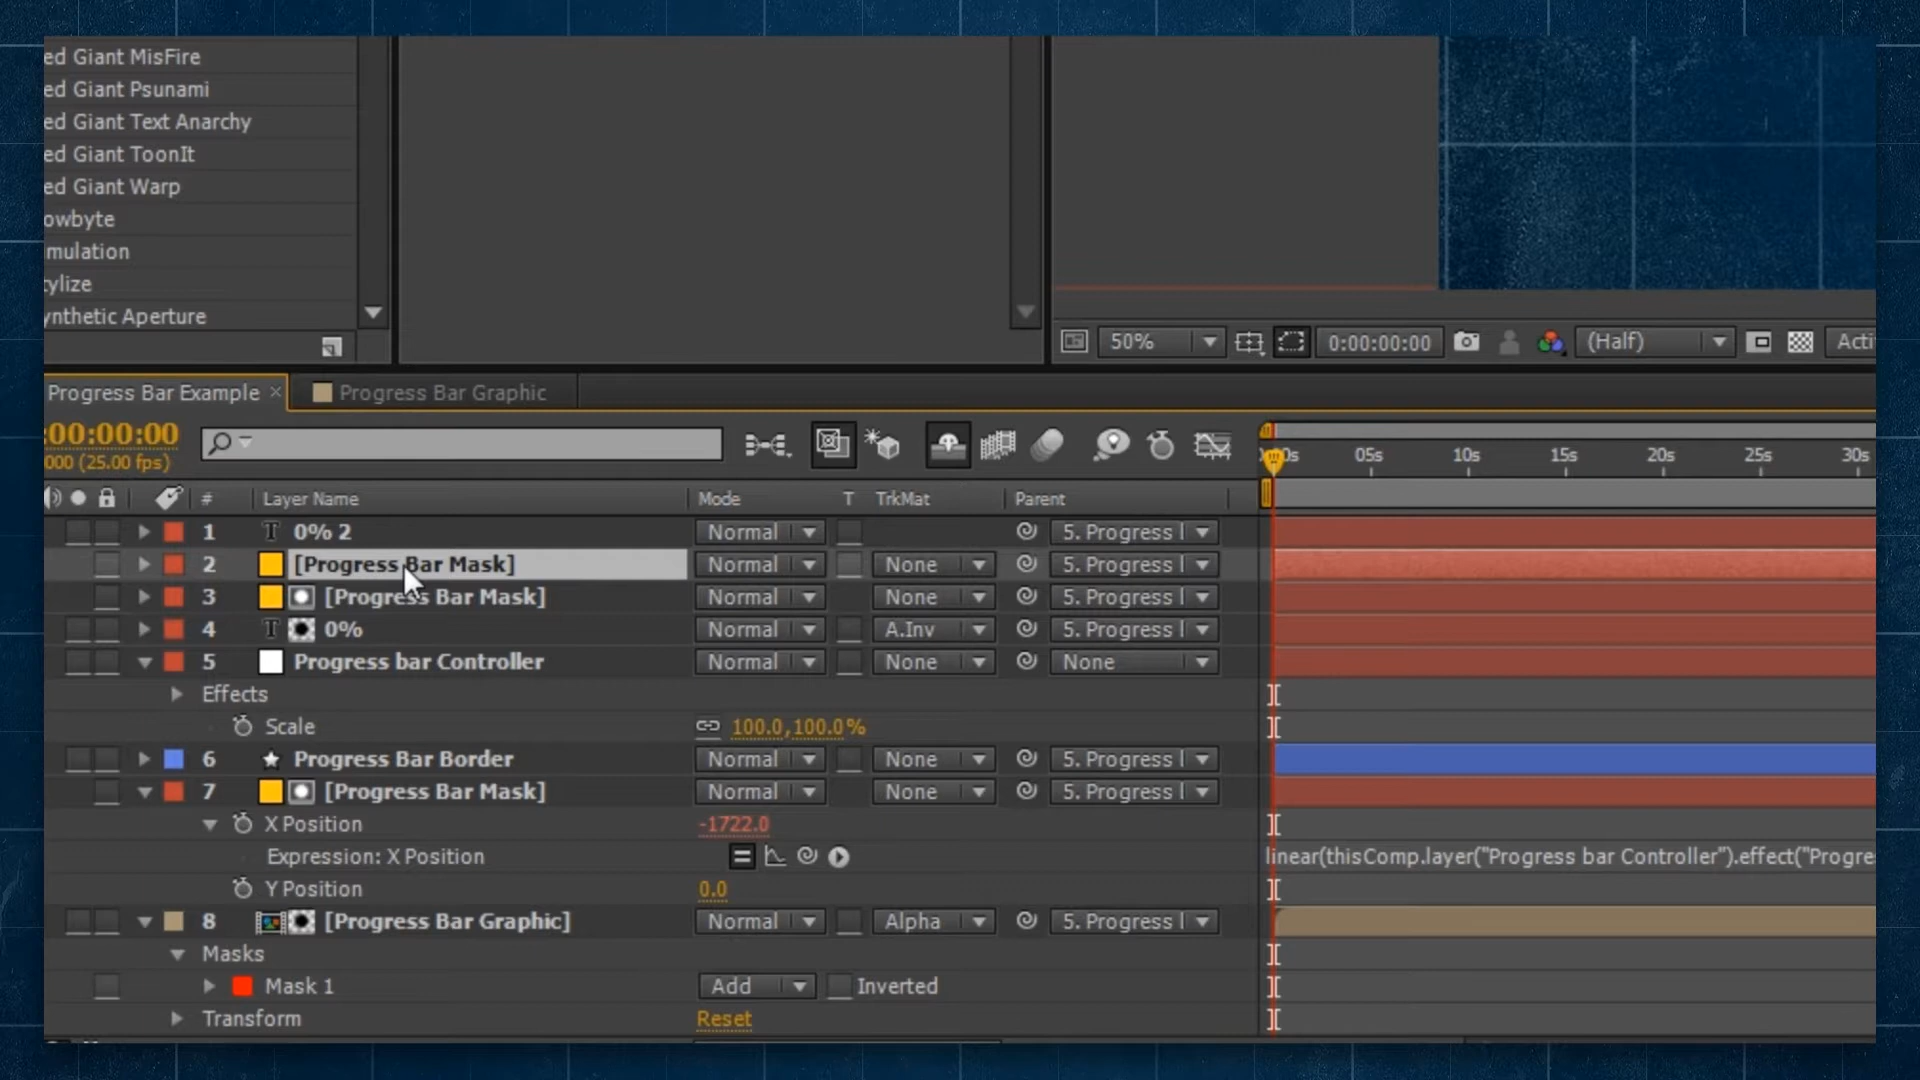 ed Giant MisFire
ed Giant Psunami
ed Giant Text Anarchy
ed Giant ToonIt
ed Giant Warp
owbyte
mulation
tylize
ynthetic Aperture
50%
0:00:00:00
(Half)
Acti
Progress Bar Example ×
Progress Bar Graphic
:00:00:00
000 (25.00 fps)
05s 10s 15s 20s 25s 30s
# Layer Name Mode T TrkMat Parent
1 T 0% 2 Normal 5. Progress
2 [Progress Bar Mask] Normal None 5. Progress
3 [Progress Bar Mask] Normal None 5. Progress
4 T 0% Normal A.Inv 5. Progress
5 Progress bar Controller Normal None None
Effects
Scale 100.0,100.0%
6 Progress Bar Border Normal None 5. Progress
7 [Progress Bar Mask] Normal None 5. Progress
X Position -1722.0
Expression: X Position linear(thisComp.layer("Progress bar Controller").effect("Progre
Y Position 0.0
8 [Progress Bar Graphic] Normal Alpha 5. Progress
Masks
Mask 1 Add Inverted
Transform Reset